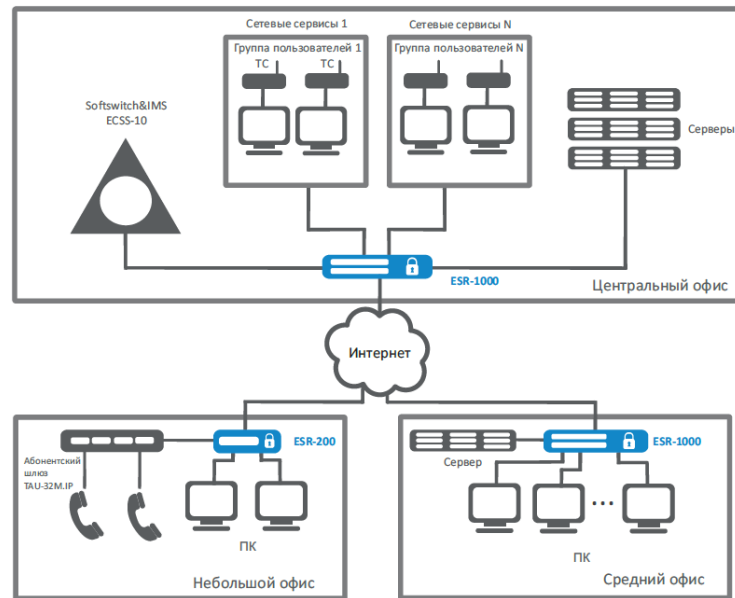 Сетевые сервисы 1
Сетевые сервисы N
Группа пользователей 1
Группа пользователей N
ТС
ТС
Softswitch&IMS
ECSS-10
Серверы
ESR-1000
Центральный офис
Интернет
ESR-200
ESR-1000
Абонентский
шлюз
TAU-32M.IP
Сервер
ПК
ПК
Небольшой офис
Средний офис